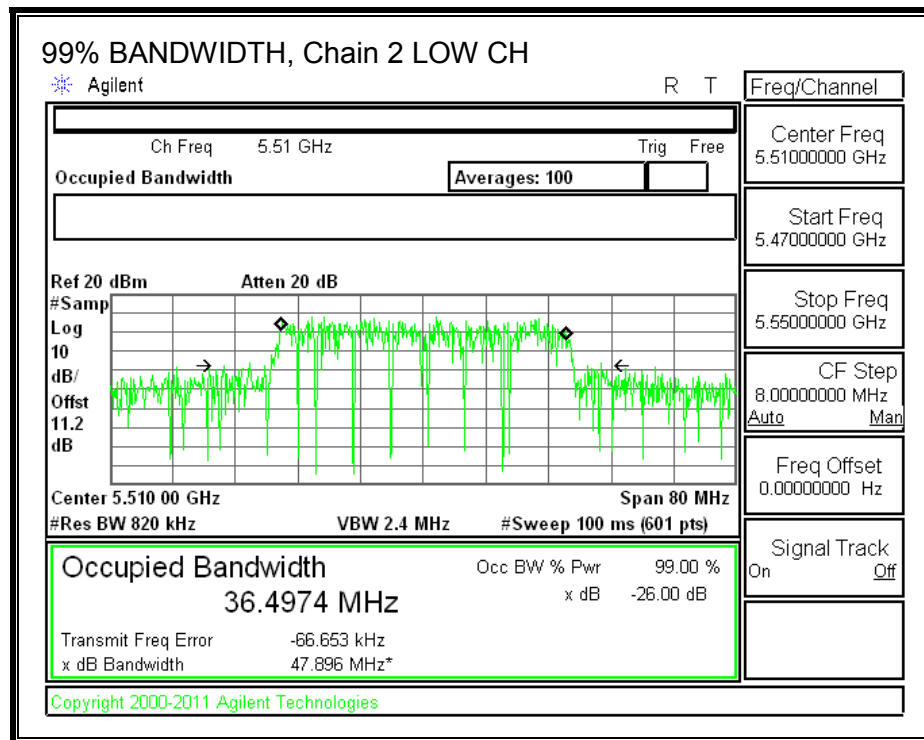 99% BANDWIDTH, Chain 2 LOW CH
Agilent R T
Ch Freq 5.51 GHz Trig Free
Occupied Bandwidth Averages: 100
Ref 20 dBm Atten 20 dB
#Samp
Log
10
dB/
Offst
11.2
dB
Center 5.510 00 GHz Span 80 MHz
#Res BW 820 kHz VBW 2.4 MHz #Sweep 100 ms (601 pts)
Occupied Bandwidth Occ BW % Pwr 99.00 %
36.4974 MHz x dB -26.00 dB
Transmit Freq Error -66.653 kHz
x dB Bandwidth 47.896 MHz*
Copyright 2000-2011 Agilent Technologies
Freq/Channel
Center Freq
5.51000000 GHz
Start Freq
5.47000000 GHz
Stop Freq
5.55000000 GHz
CF Step
8.00000000 MHz
Auto Man
Freq Offset
0.00000000 Hz
Signal Track
On Off